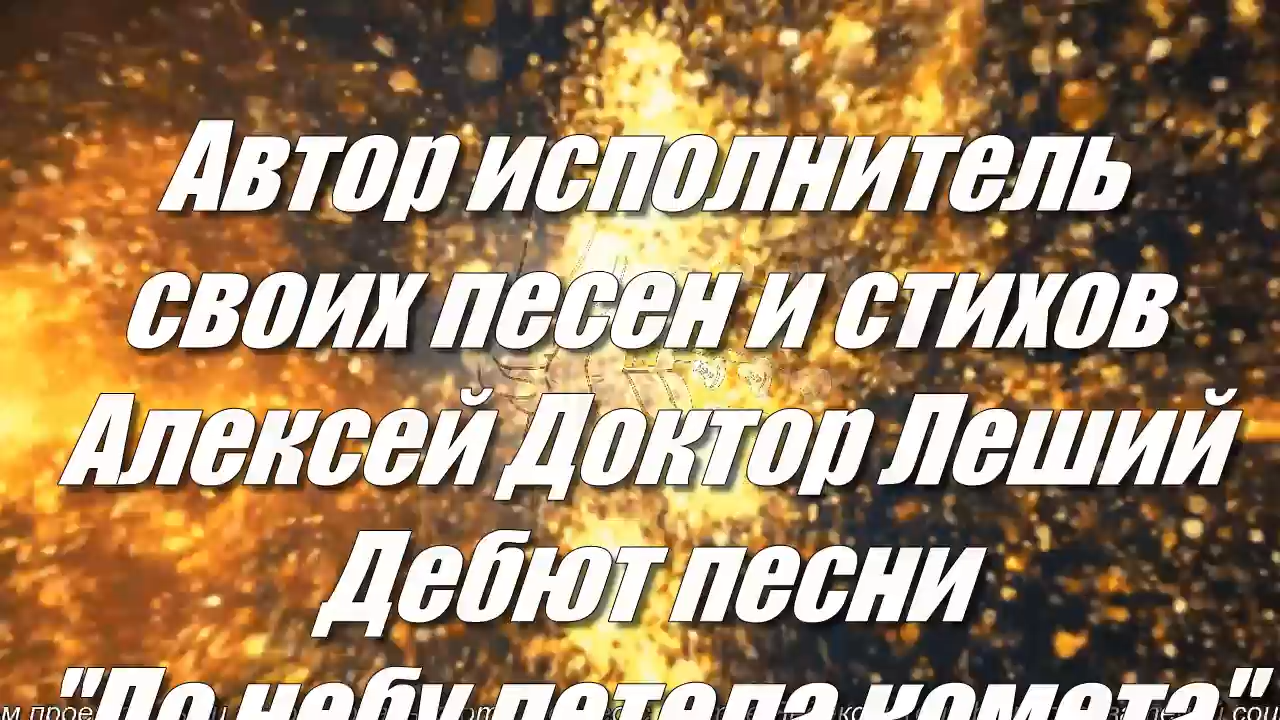 Автор исполнитель
своих песен и стихов
Алексей Доктор Леший
Дебют песни
"По небу летела комета"